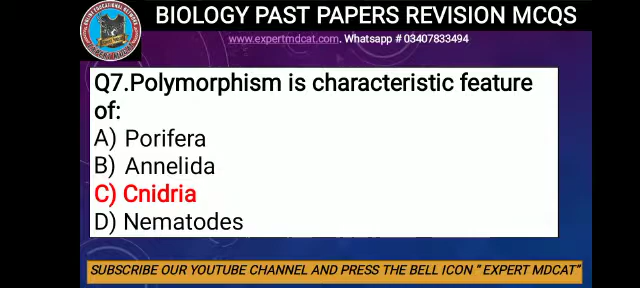 BIOLOGY PAST PAPERS REVISION MCQS
www.expertmdcat.com. Whatsapp # 03407833494
Q7.Polymorphism is characteristic feature
of:
A) Porifera
B) Annelida
C) Cnidria
D) Nematodes
SUBSCRIBE OUR YOUTUBE CHANNEL AND PRESS THE BELL ICON " EXPERT MDCAT"